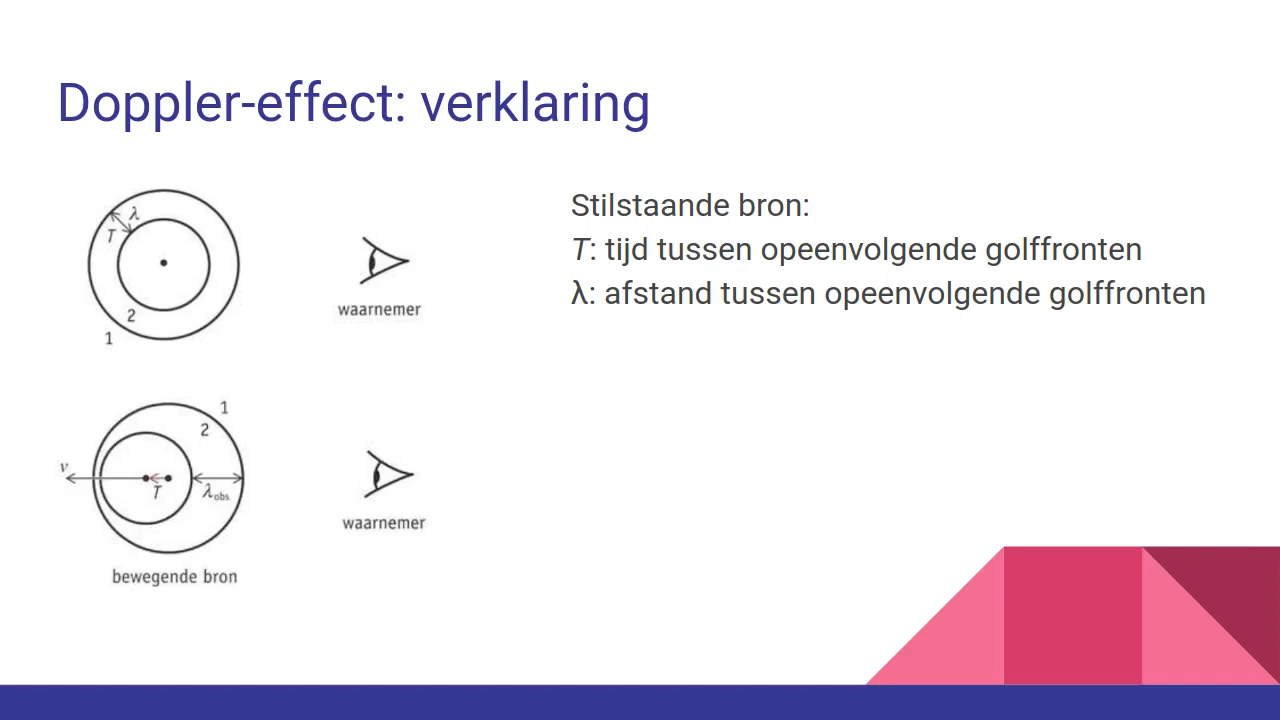 Doppler-effect: verklaring
λ
T
2
1
waarnemer
Stilstaande bron:
T: tijd tussen opeenvolgende golffronten
λ: afstand tussen opeenvolgende golffronten
1
2
v
T
λobs
waarnemer
bewegende bron